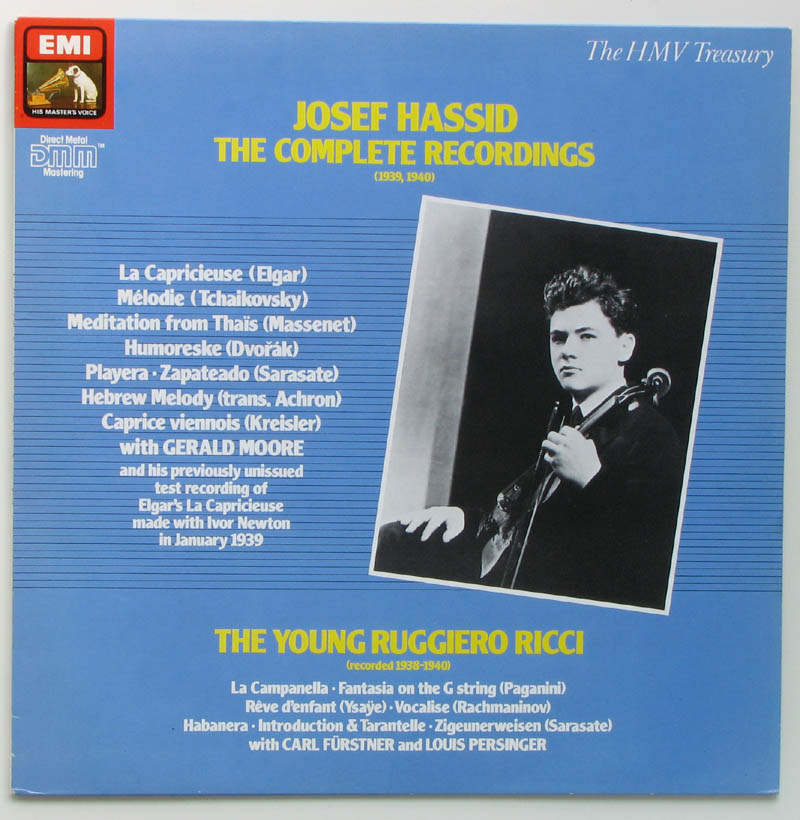 EMI
HIS MASTER'S VOICE
The HMV Treasury
Direct Metal
DMM™
Mastering
JOSEF HASSID
THE COMPLETE RECORDINGS
(1939, 1940)
La Capricieuse (Elgar)
Mélodie (Tchaikovsky)
Meditation from Thaïs (Massenet)
Humoreske (Dvořák)
Playera · Zapateado (Sarasate)
Hebrew Melody (trans. Achron)
Caprice viennois (Kreisler)
with GERALD MOORE
and his previously unissued
test recording of
Elgar's La Capricieuse
made with Ivor Newton
in January 1939
THE YOUNG RUGGIERO RICCI
(recorded 1938-1940)
La Campanella · Fantasia on the G string (Paganini)
Rêve d'enfant (Ysaÿe) · Vocalise (Rachmaninov)
Habanera · Introduction & Tarantelle · Zigeunerweisen (Sarasate)
with CARL FÜRSTNER and LOUIS PERSINGER